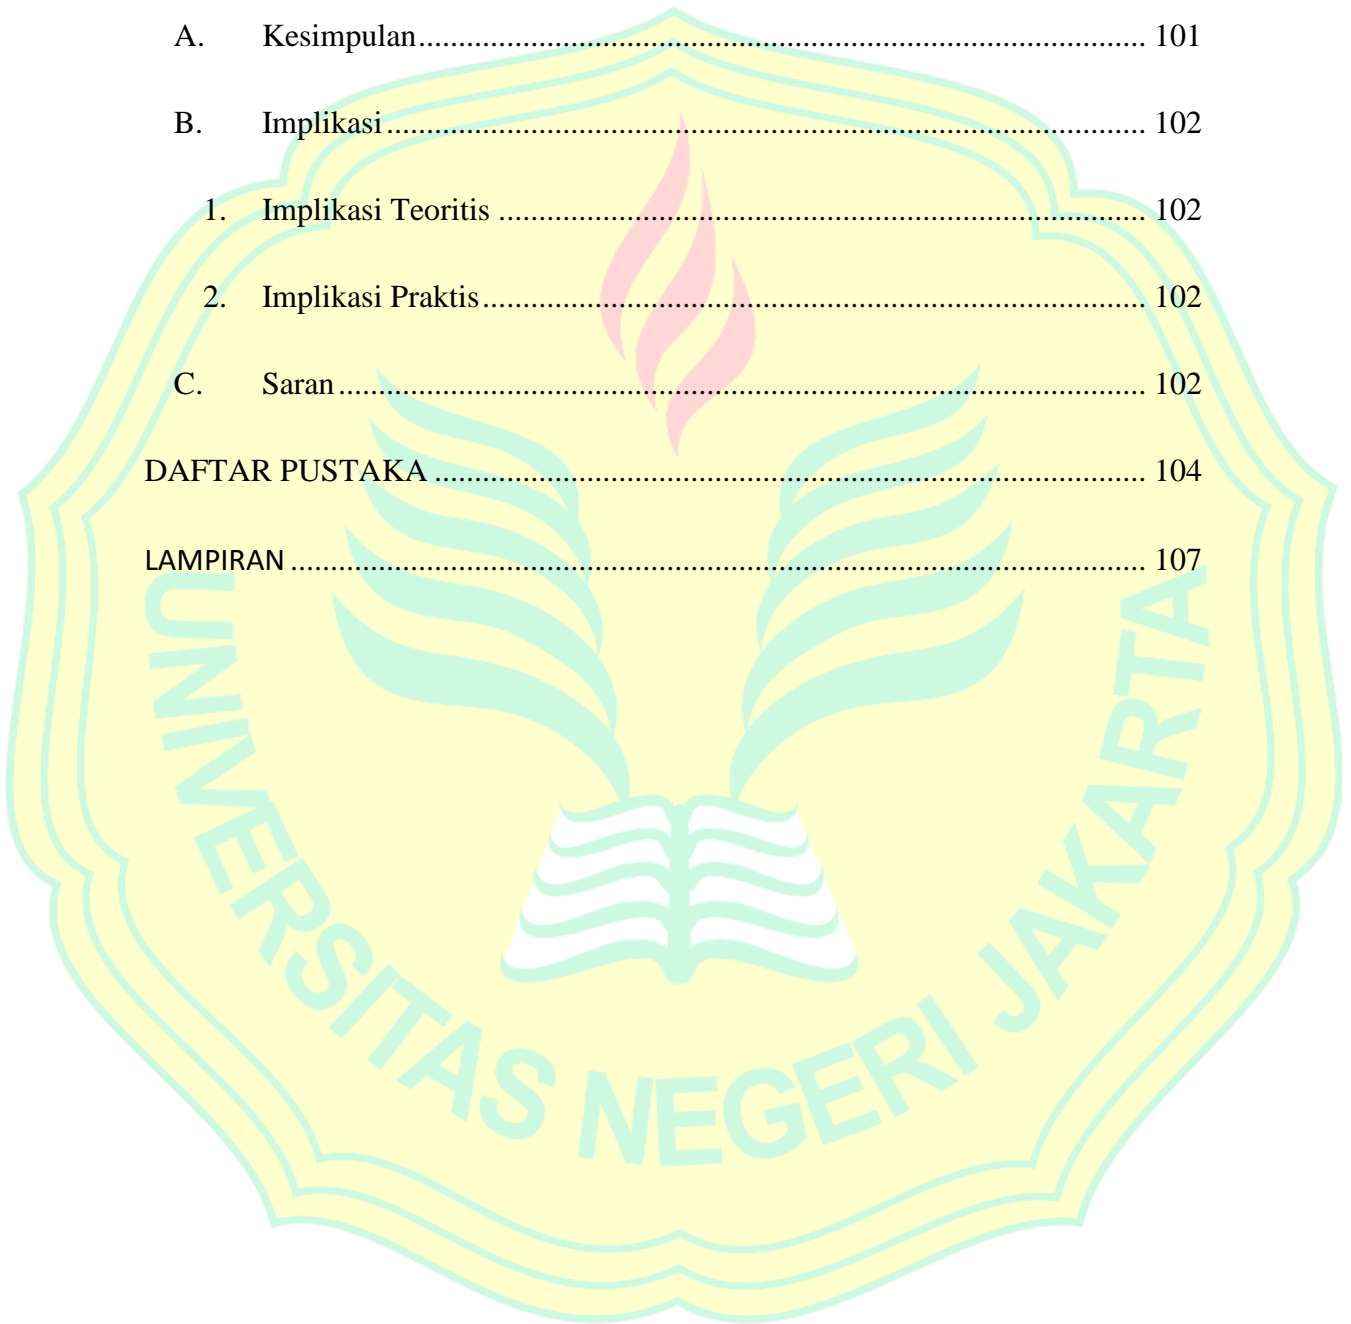 A. Kesimpulan........................................................................................... 101
B. Implikasi............................................................................................... 102
1. Implikasi Teoritis ................................................................................. 102
2. Implikasi Praktis................................................................................... 102
C. Saran ..................................................................................................... 102
DAFTAR PUSTAKA ......................................................................................... 104
LAMPIRAN ........................................................................................................... 107
UNIVERSITAS NEGERI JAKARTA